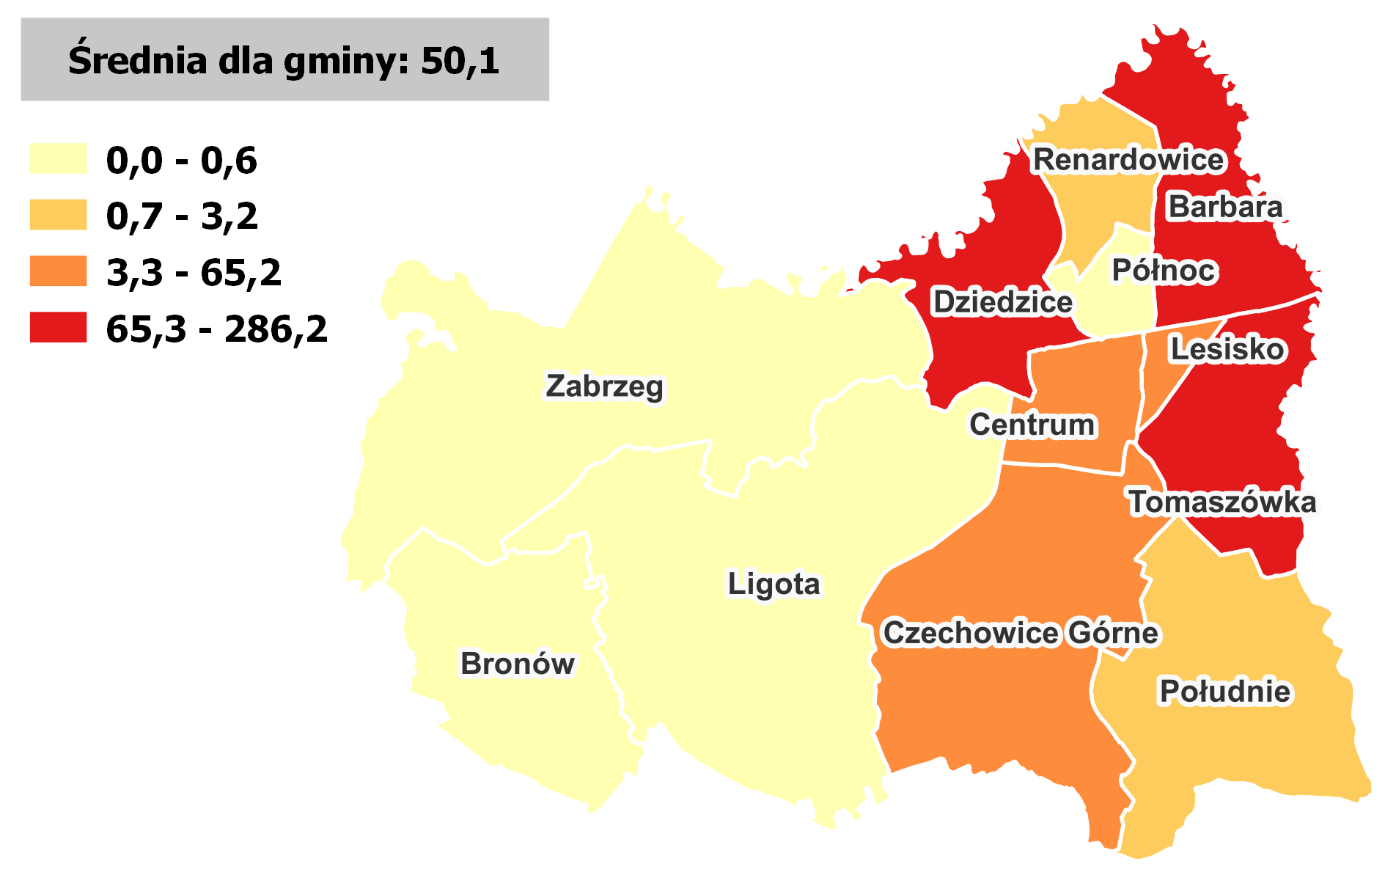 Średnia dla gminy: 50,1
0,0 - 0,6
0,7 - 3,2
3,3 - 65,2
65,3 - 286,2
Renardowice
Barbara
Północ
Dziedzice
Lesisko
Zabrzeg
Centrum
Tomaszówka
Ligota
Czechowice Górne
Bronów
Południe